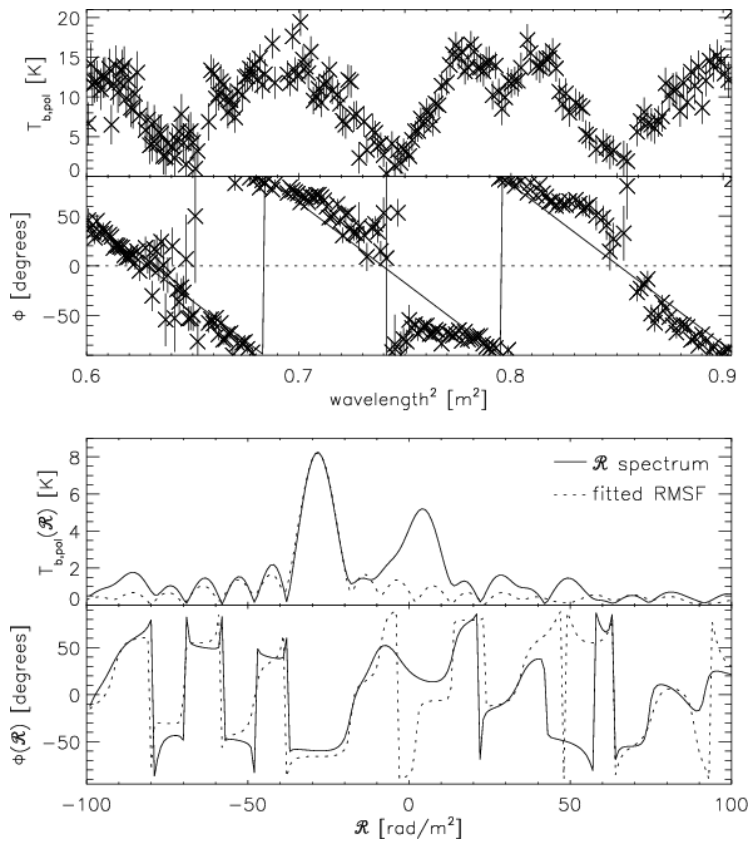 20
15
10
5
0
T_b,pol [K]
50
0
-50
Φ [degrees]
0.6 0.7 0.8 0.9
wavelength² [m²]
8
6
4
2
0
T_b,pol(ℛ) [K]
ℛ spectrum
fitted RMSF
50
0
-50
Φ(ℛ) [degrees]
-100 -50 0 50 100
ℛ [rad/m²]